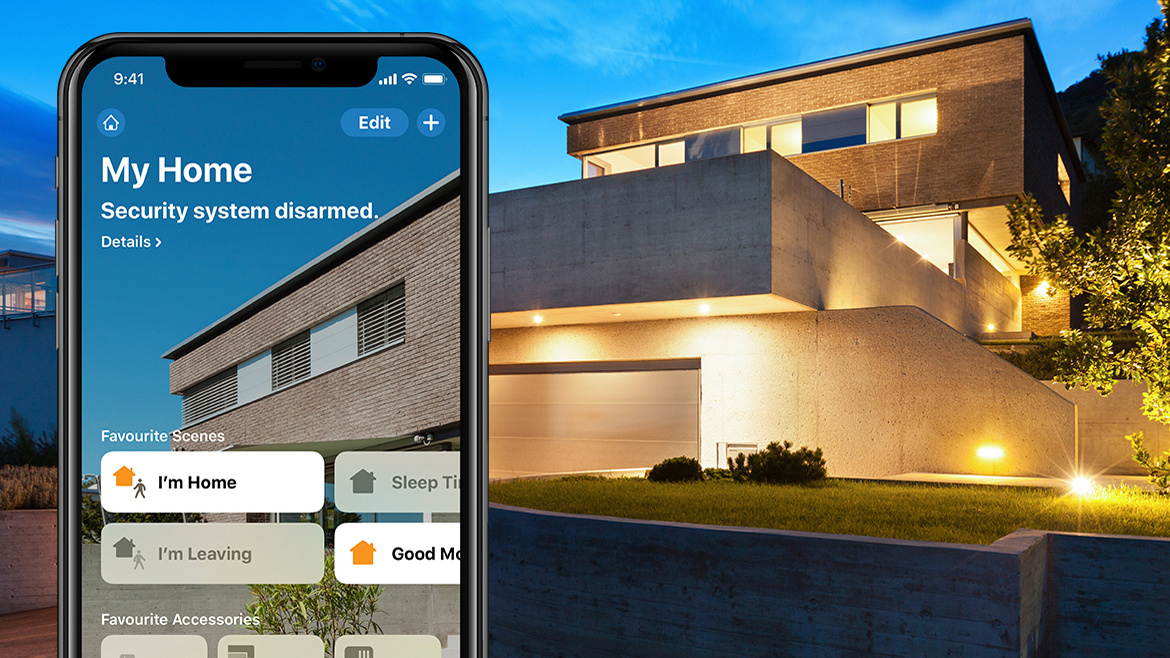 9:41
Edit
My Home
Security system disarmed.
Details
Favourite Scenes
I'm Home
Sleep Ti
I'm Leaving
Good Mo
Favourite Accessories